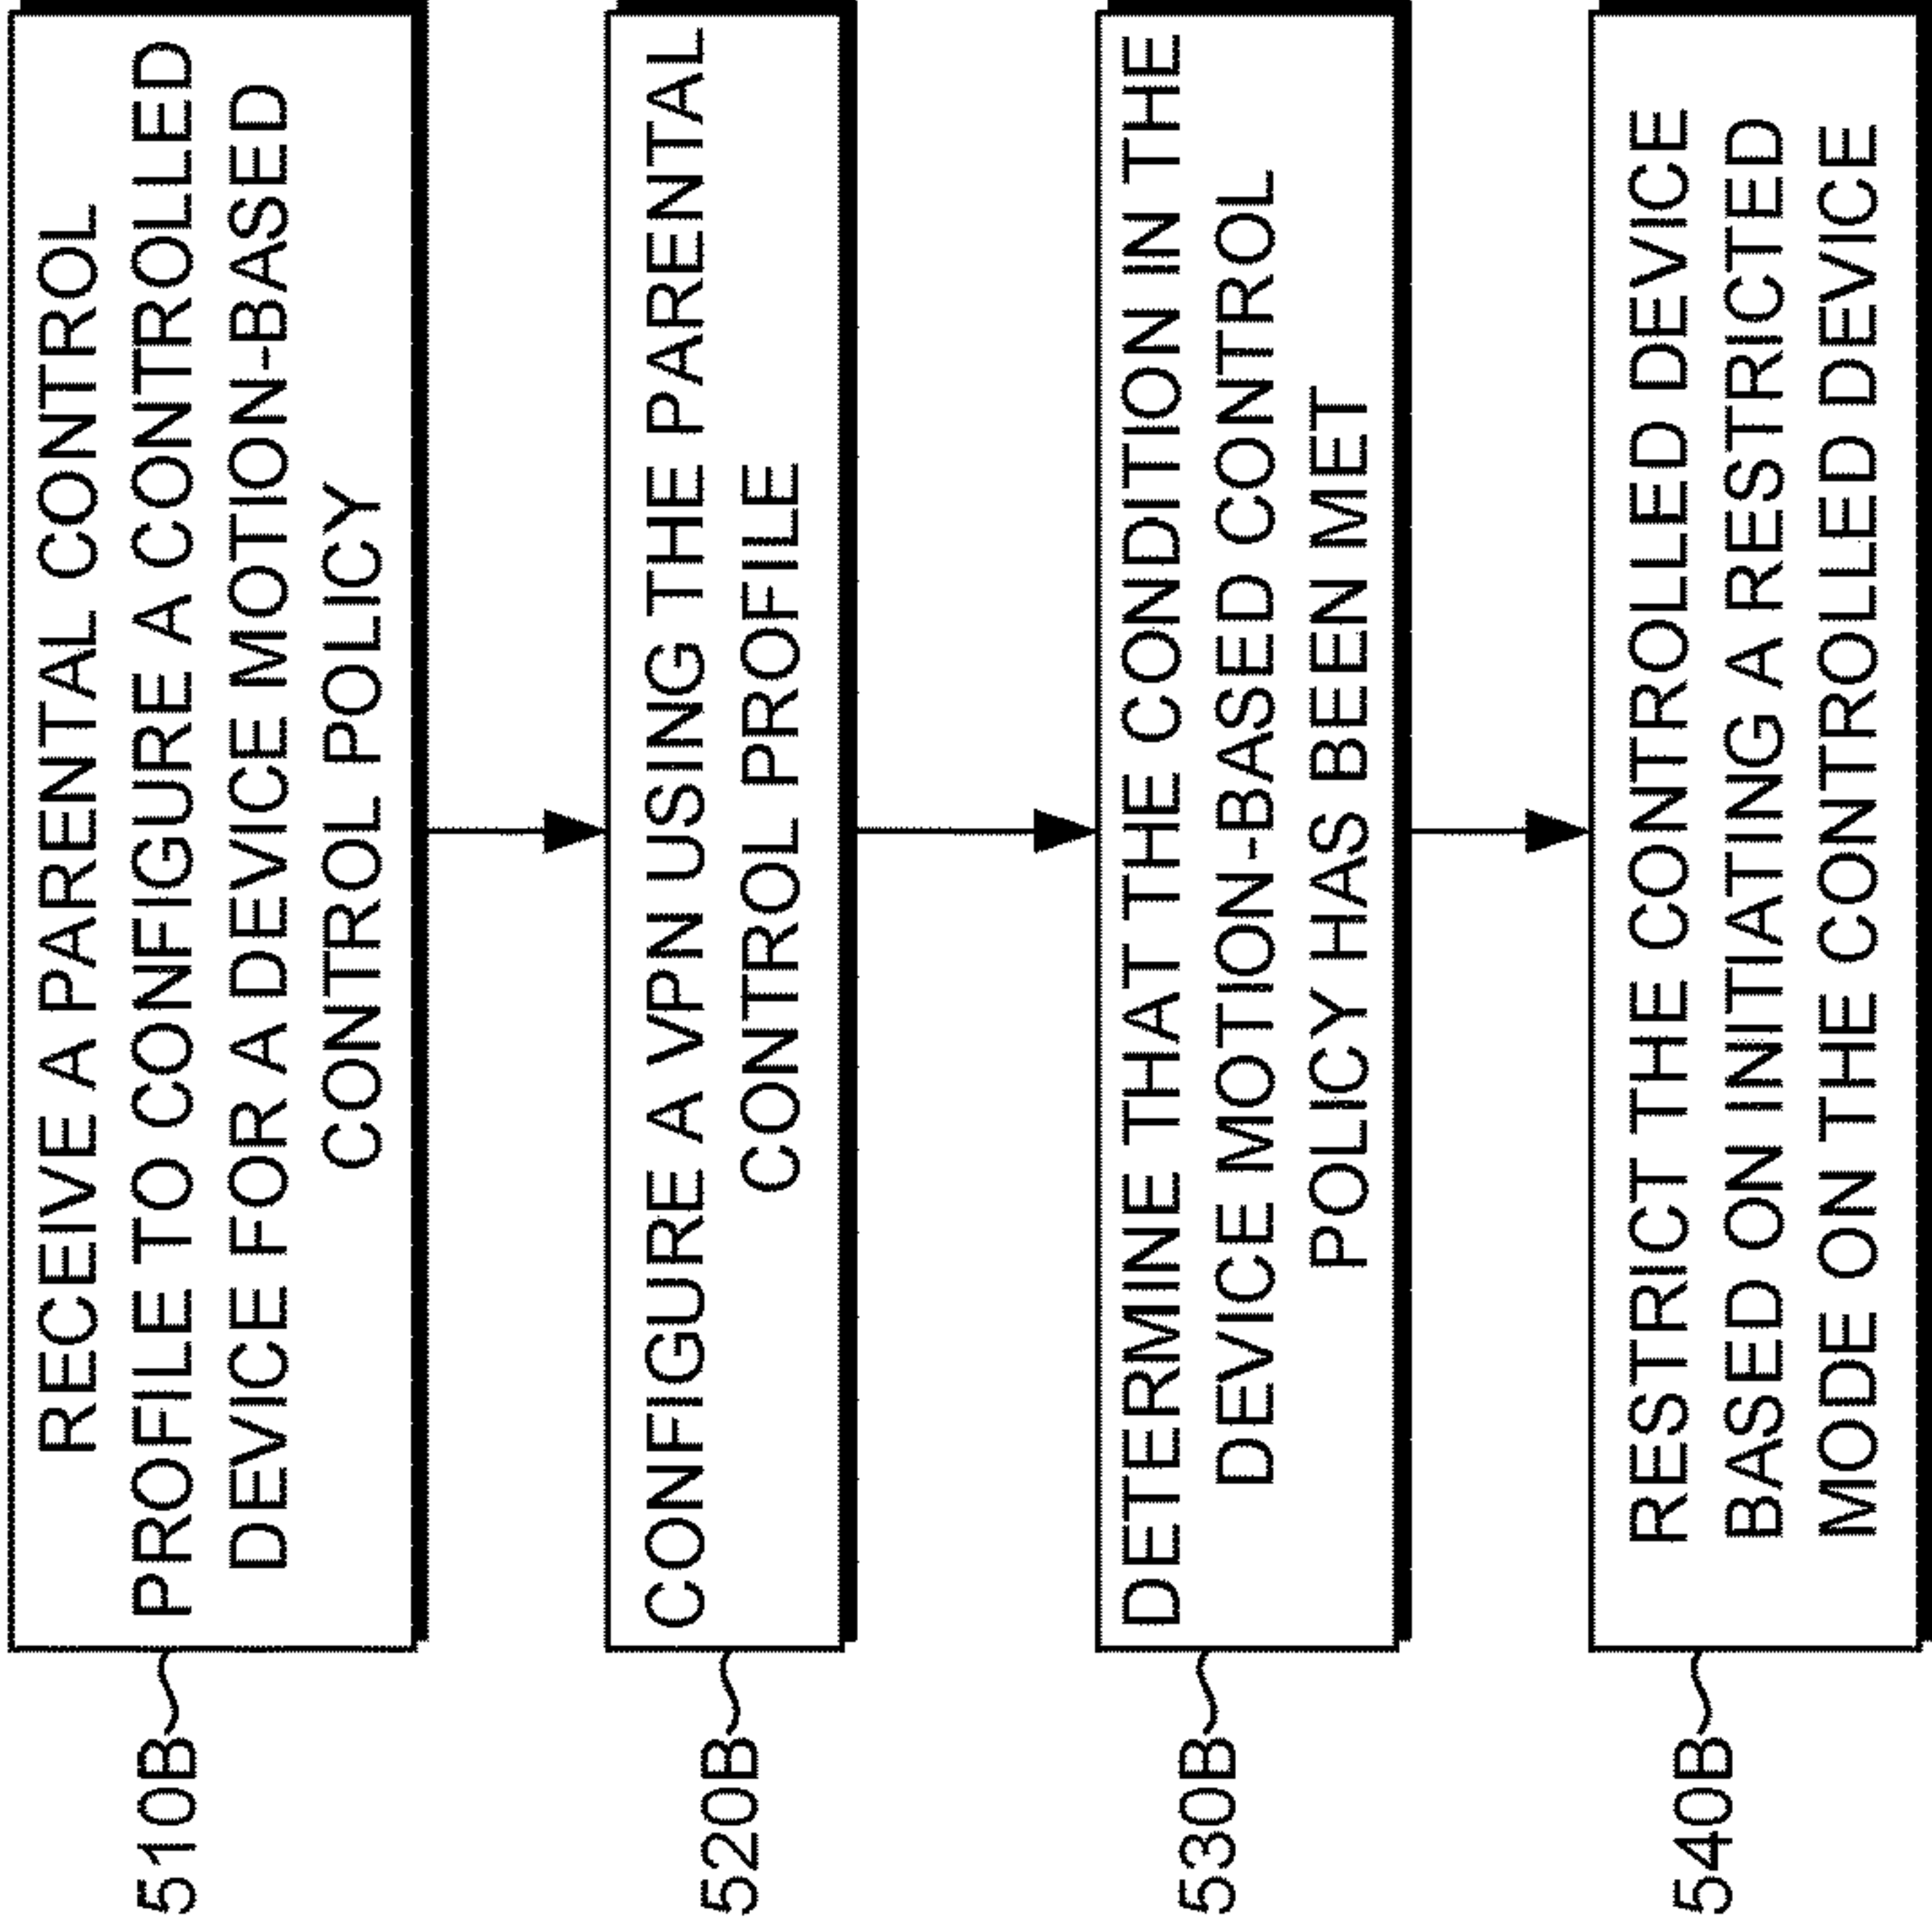 510B
RECEIVE A PARENTAL CONTROL
PROFILE TO CONFIGURE A CONTROLLED
DEVICE FOR A DEVICE MOTION-BASED
CONTROL POLICY
520B
CONFIGURE A VPN USING THE PARENTAL
CONTROL PROFILE
530B
DETERMINE THAT THE CONDITION IN THE
DEVICE MOTION-BASED CONTROL
POLICY HAS BEEN MET
540B
RESTRICT THE CONTROLLED DEVICE
BASED ON INITIATING A RESTRICTED
MODE ON THE CONTROLLED DEVICE